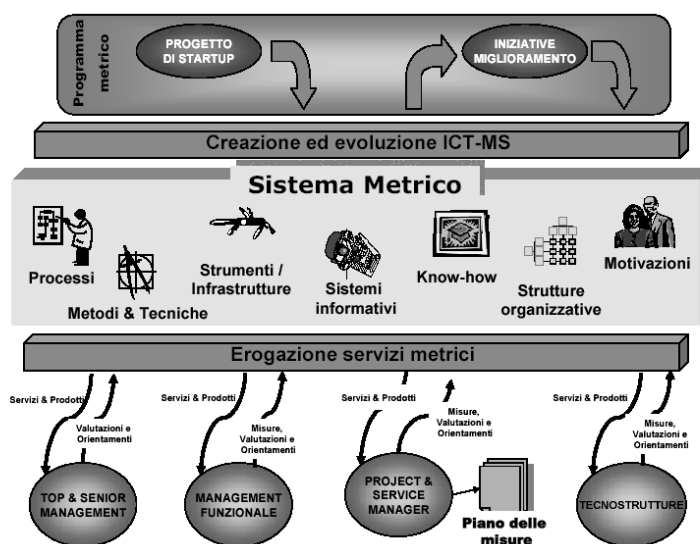 Programma
metrico
PROGETTO
DI STARTUP
INIZIATIVE
MIGLIORAMENTO
Creazione ed evoluzione ICT-MS
Sistema Metrico
Processi
Metodi & Tecniche
Strumenti /
Infrastrutture
Sistemi
informativi
Know-how
Strutture
organizzative
Motivazioni
Erogazione servizi metrici
Servizi & Prodotti
Valutazioni e
Orientamenti
Servizi & Prodotti
Misure,
Valutazioni e
Orientamenti
Servizi & Prodotti
Misure,
Valutazioni e
Orientamenti
Servizi & Prodotti
Misure,
Valutazioni e
Orientamenti
TOP & SENIOR
MANAGEMENT
MANAGEMENT
FUNZIONALE
PROJECT &
SERVICE
MANAGER
Piano delle
misure
TECNOSTRUTTURE